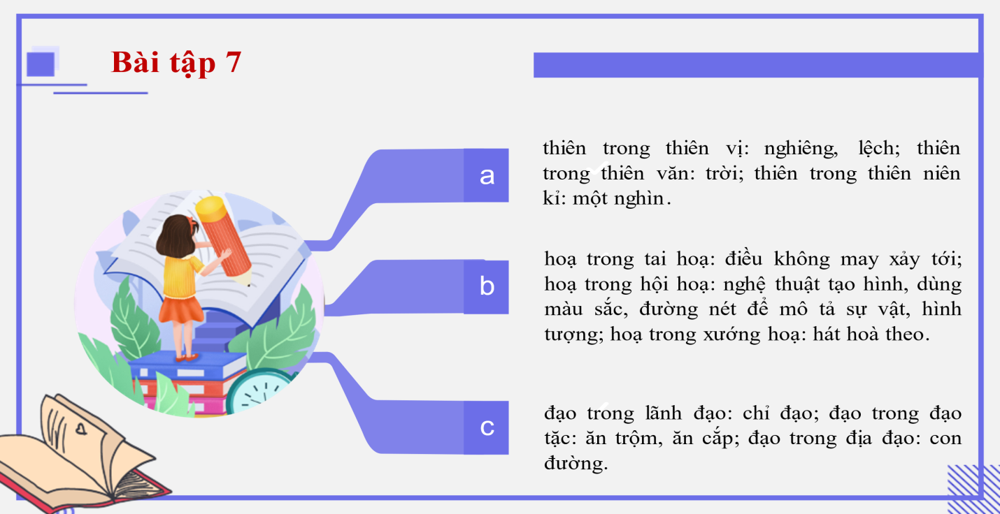 Bài tập 7
a
thiên trong thiên vị: nghiêng, lệch; thiên
trong thiên văn: trời; thiên trong thiên niên
kỉ: một nghìn.
b
hoạ trong tai hoạ: điều không may xảy tới;
hoạ trong hội hoạ: nghệ thuật tạo hình, dùng
màu sắc, đường nét để mô tả sự vật, hình
tượng; hoạ trong xướng hoạ: hát hoà theo.
c
đạo trong lãnh đạo: chỉ đạo; đạo trong đạo
tặc: ăn trộm, ăn cắp; đạo trong địa đạo: con
đường.